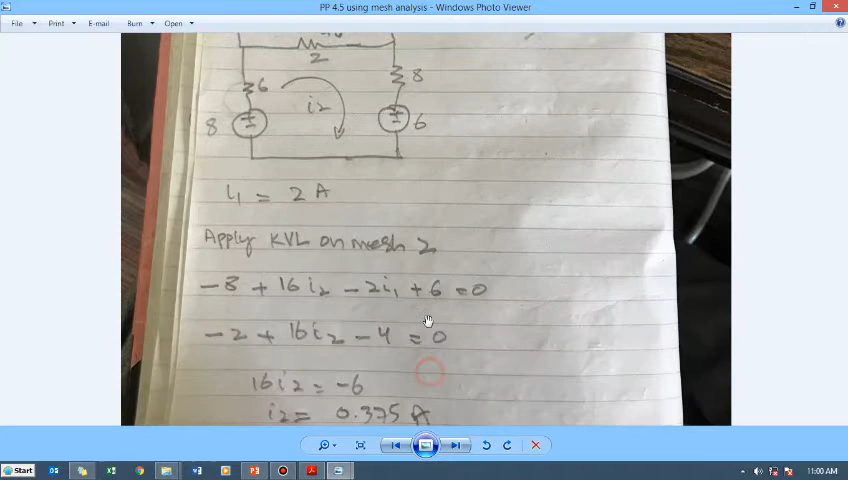 PP 4.5 using mesh analysis - Windows Photo Viewer
File Print E-mail Burn Open
2
6
8
i2
8
6
i1 = 2 A
Apply KVL on mesh 2
-8 + 16i2 - 2i1 + 6 = 0
-2 + 16i2 - 4 = 0
16i2 = -6
i2 = 0.375 A
Start
11:00 AM